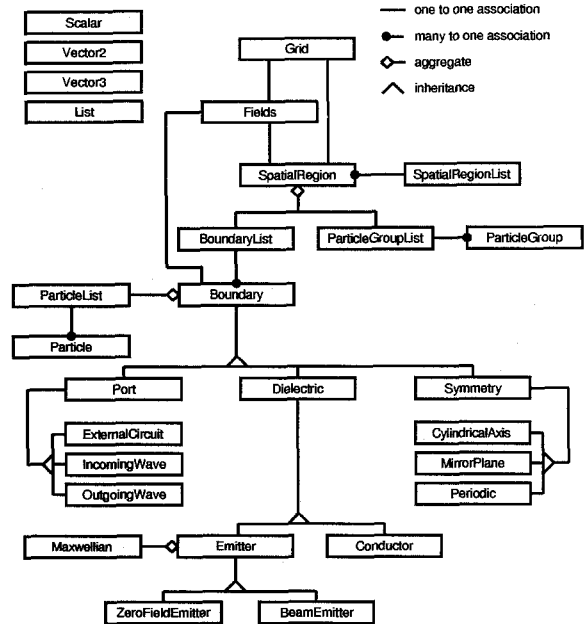 Scalar
Vector2
Vector3
List
Grid
Fields
one to one association
many to one association
aggregate
inheritance
SpatialRegion
SpatialRegionList
BoundaryList
ParticleGroupList
ParticleGroup
ParticleList
Boundary
Particle
Port
Dielectric
Symmetry
ExternalCircuit
IncomingWave
OutgoingWave
CylindricalAxis
MirrorPlane
Periodic
Maxwellian
Emitter
Conductor
ZeroFieldEmitter
BeamEmitter